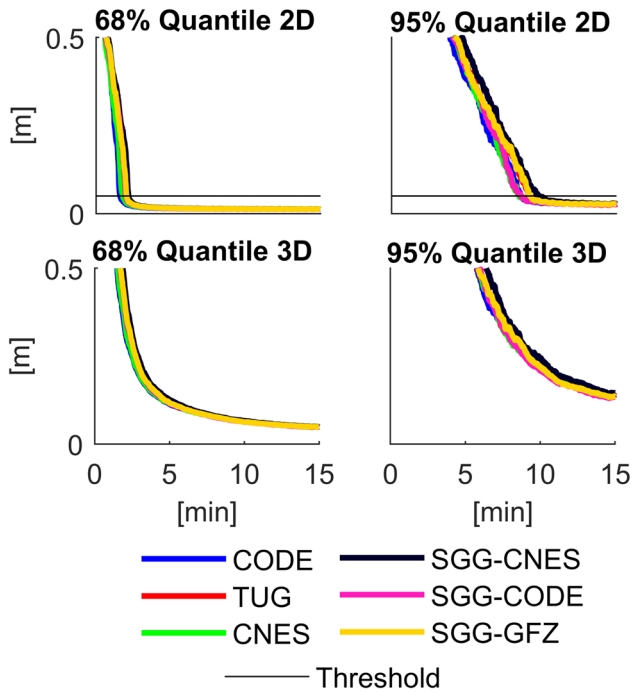 68% Quantile 2D 95% Quantile 2D
0.5
[m]
0
68% Quantile 3D 95% Quantile 3D
0.5
[m]
0
0 5 10 15 0 5 10 15
[min] [min]
CODE SGG-CNES
TUG SGG-CODE
CNES SGG-GFZ
Threshold